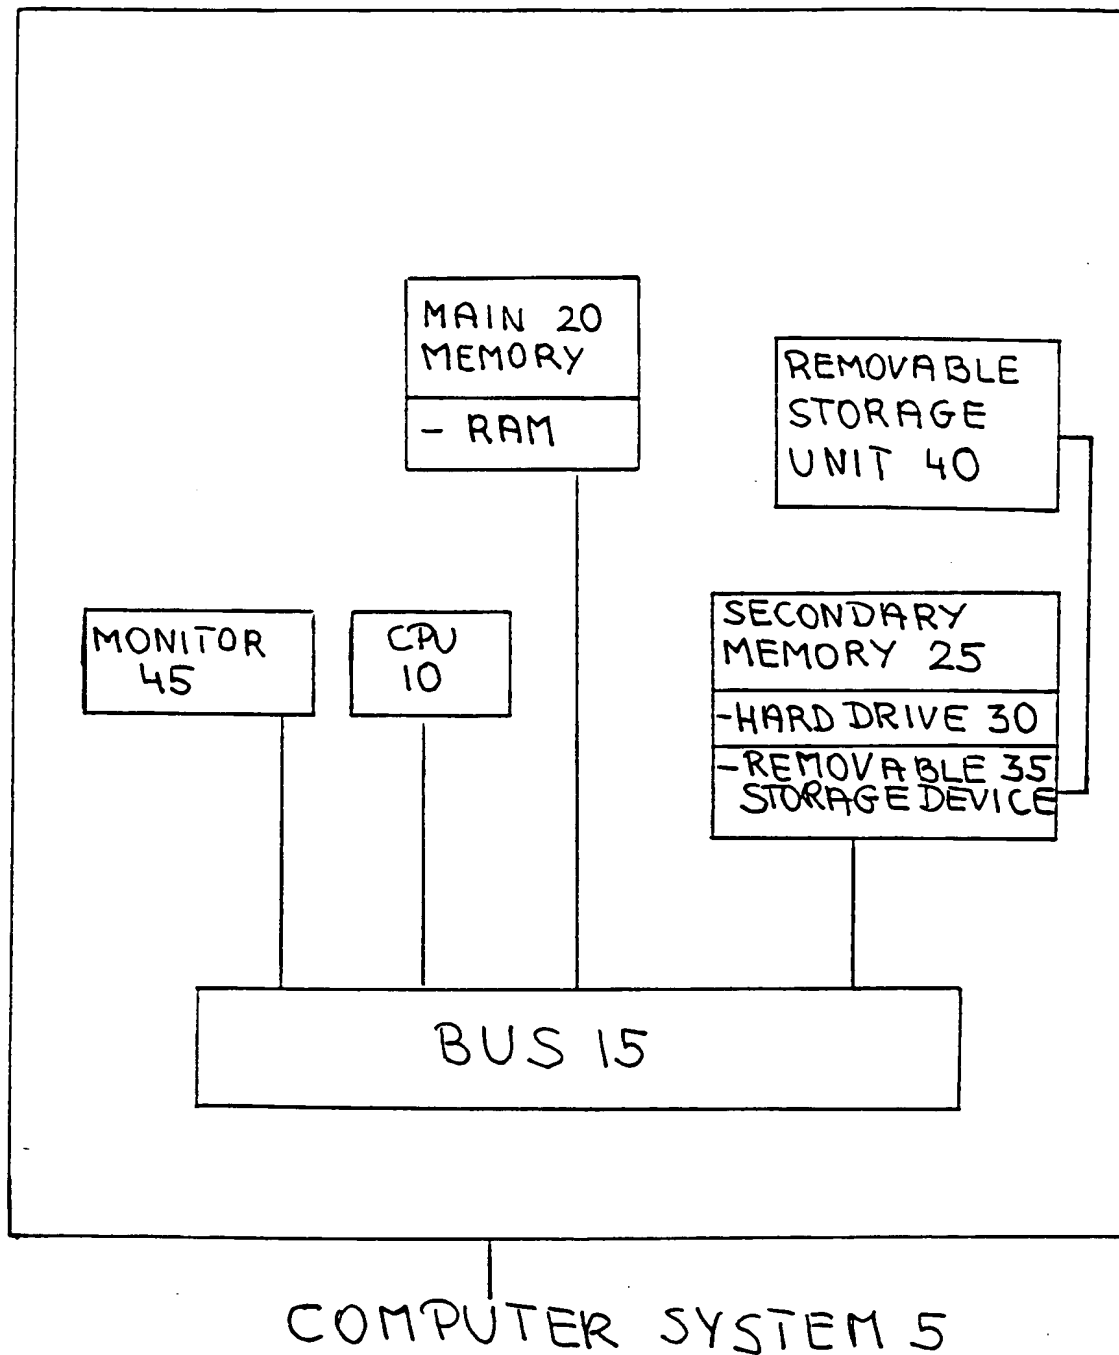 MAIN 20
MEMORY
- RAM
REMOVABLE
STORAGE
UNIT 40
MONITOR
45
CPU
10
SECONDARY
MEMORY 25
-HARD DRIVE 30
-REMOVABLE 35
STORAGE DEVICE
BUS 15
COMPUTER SYSTEM 5